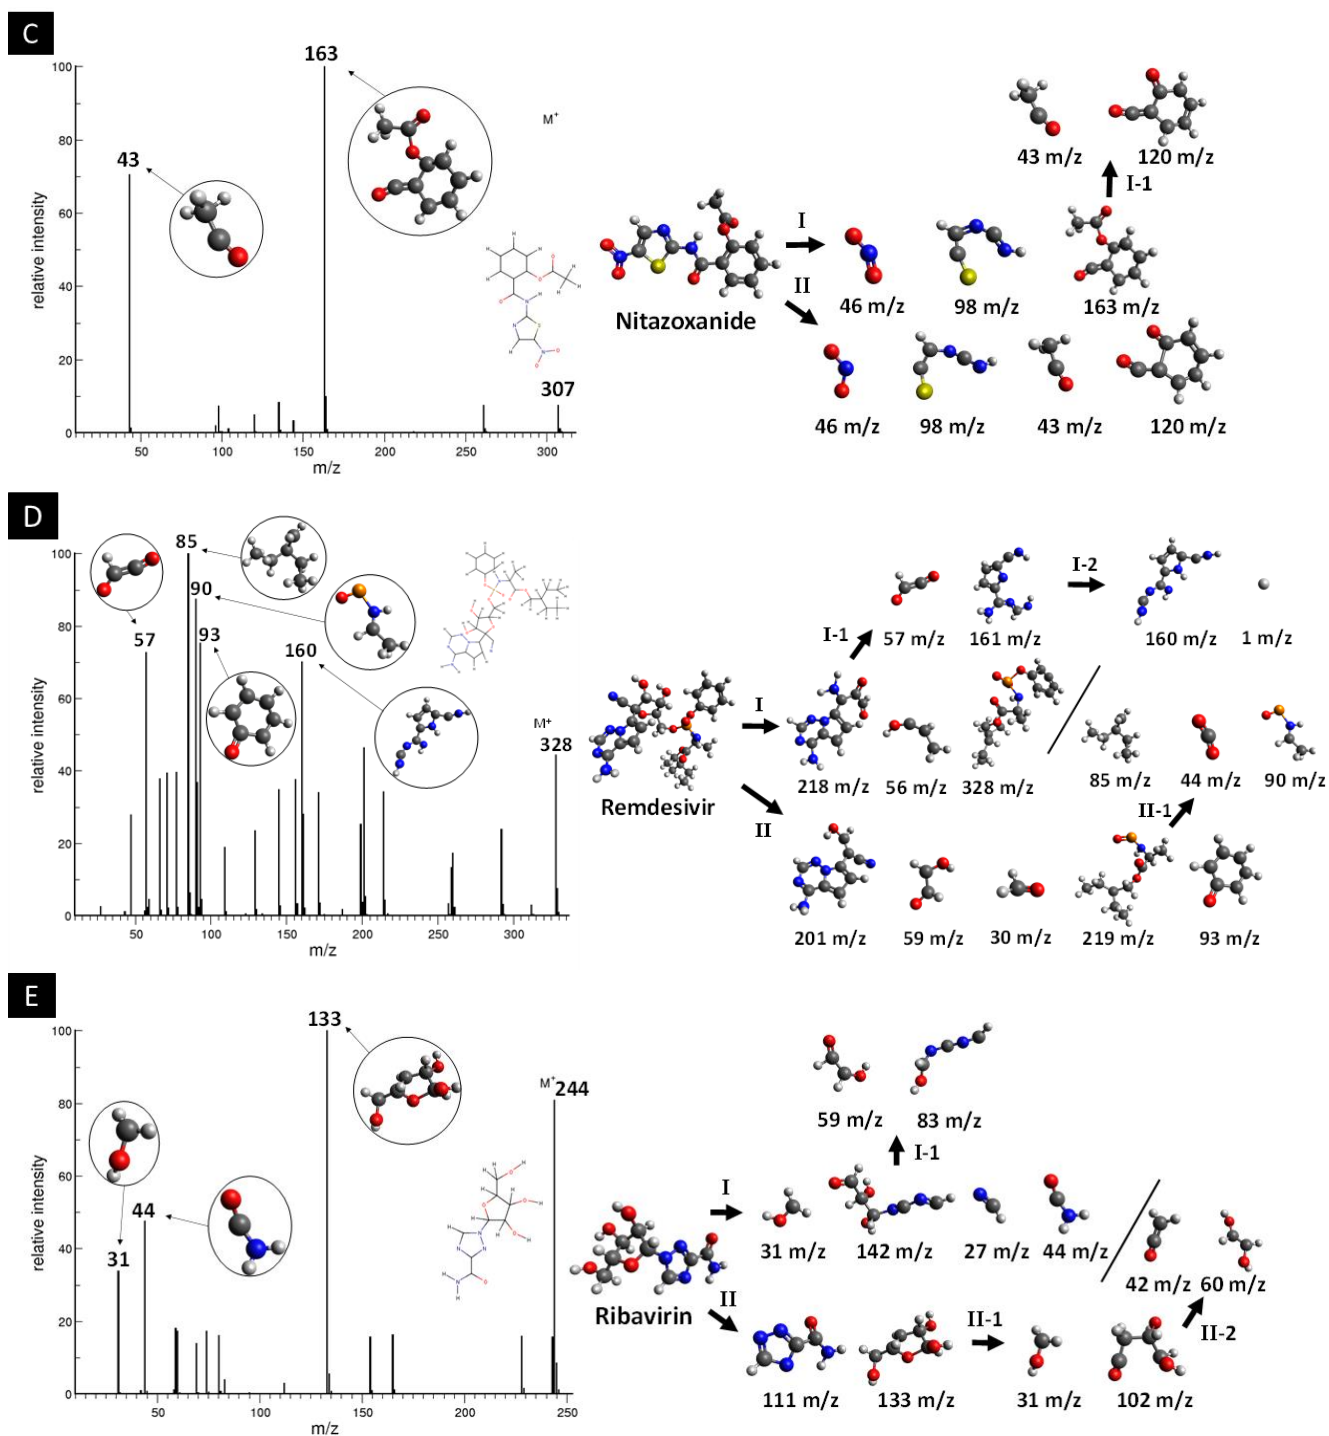 C
100
80
60
40
20
0
relative intensity
50
100
150
200
250
300
m/z
43
163
M+
307
Nitazoxanide
I
II
46 m/z
98 m/z
163 m/z
I-1
43 m/z
120 m/z
46 m/z
98 m/z
43 m/z
120 m/z
D
100
80
60
40
20
0
relative intensity
50
100
150
200
250
300
m/z
57
85
90
93
160
M+
328
Remdesivir
I
II
I-1
57 m/z
161 m/z
I-2
160 m/z
1 m/z
218 m/z
56 m/z
328 m/z
85 m/z
44 m/z
90 m/z
II-1
201 m/z
59 m/z
30 m/z
219 m/z
93 m/z
E
100
80
60
40
20
0
relative intensity
50
100
150
200
250
m/z
31
44
133
M+ 244
Ribavirin
I
II
59 m/z
83 m/z
I-1
31 m/z
142 m/z
27 m/z
44 m/z
42 m/z
60 m/z
II-1
II-2
111 m/z
133 m/z
31 m/z
102 m/z